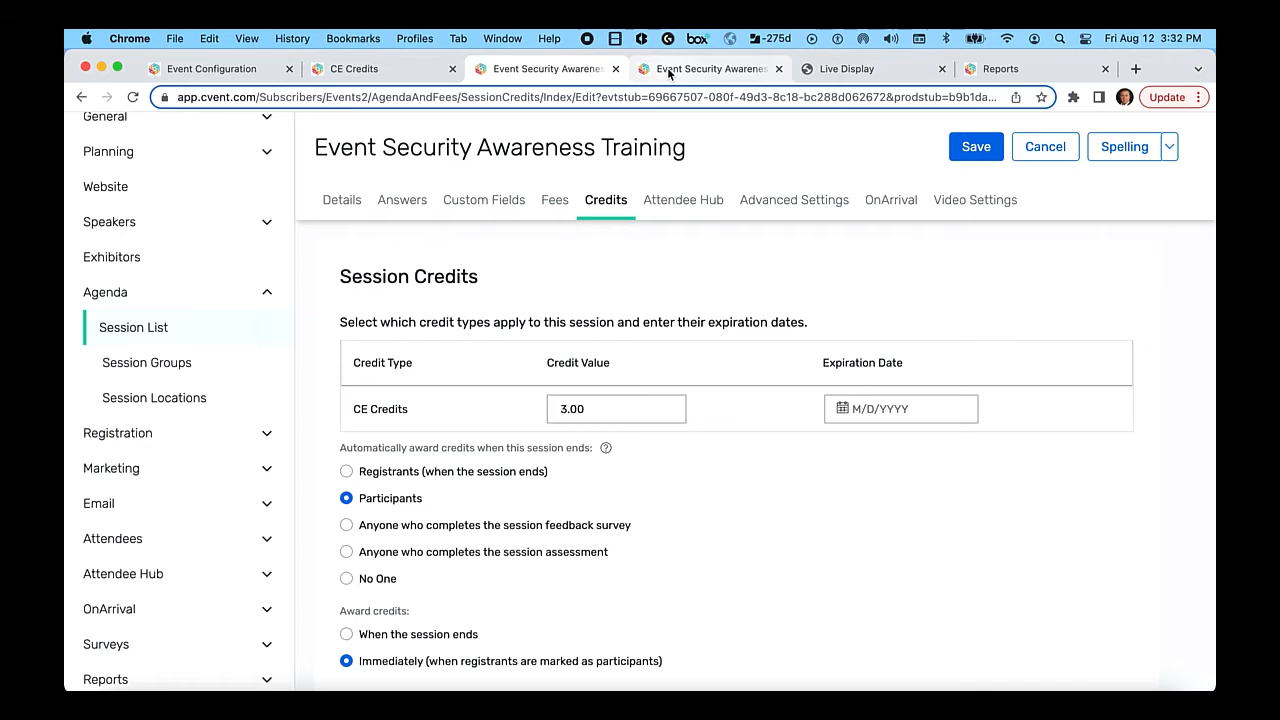 Chrome File Edit View History Bookmarks Profiles Tab Window Help box -275d Fri Aug 12 3:32 PM
Event Configuration CE Credits Event Security Awarenes Event Security Awarenes Live Display Reports
app.cvent.com/Subscribers/Events2/AgendaAndFees/SessionCredits/Index/Edit?evtstub=69667507-080f-49d3-8c18-bc288d062672&prodstub=b9b1da... Update
General
Planning
Website
Speakers
Exhibitors
Agenda
Session List
Session Groups
Session Locations
Registration
Marketing
Email
Attendees
Attendee Hub
OnArrival
Surveys
Reports
Event Security Awareness Training
Save Cancel Spelling
Details Answers Custom Fields Fees Credits Attendee Hub Advanced Settings OnArrival Video Settings
Session Credits
Select which credit types apply to this session and enter their expiration dates.
Credit Type Credit Value Expiration Date
CE Credits 3.00 M/D/YYYY
Automatically award credits when this session ends: ?
Registrants (when the session ends)
Participants
Anyone who completes the session feedback survey
Anyone who completes the session assessment
No One
Award credits:
When the session ends
Immediately (when registrants are marked as participants)